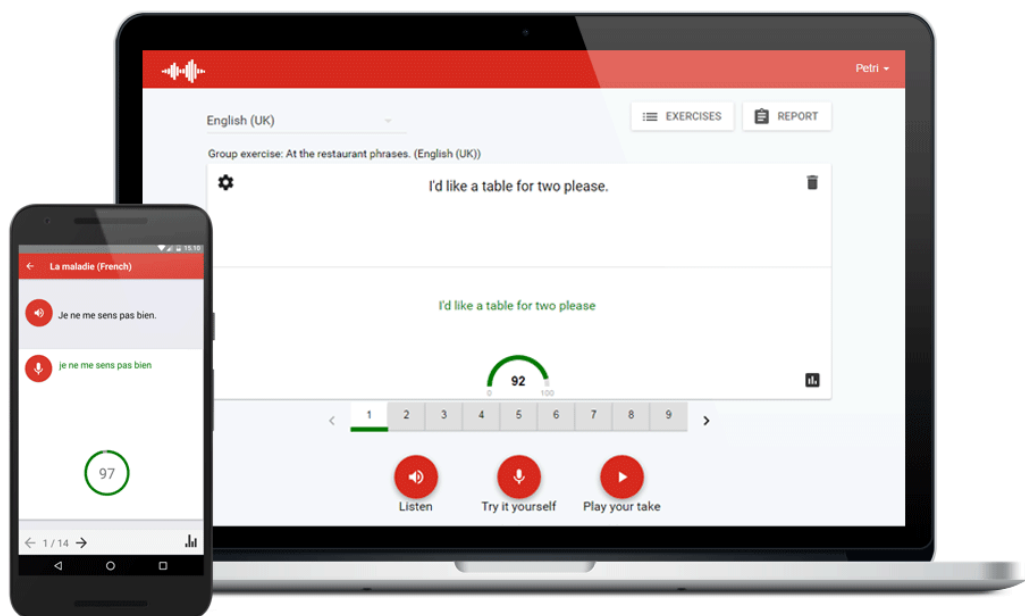 Petri
English (UK)
EXERCISES
REPORT
Group exercise: At the restaurant phrases. (English (UK))
I'd like a table for two please.
I'd like a table for two please
92
0
100
1 2 3 4 5 6 7 8 9
Listen
Try it yourself
Play your take
15.10
La maladie (French)
Je ne me sens pas bien.
je ne me sens pas bien
97
1 / 14